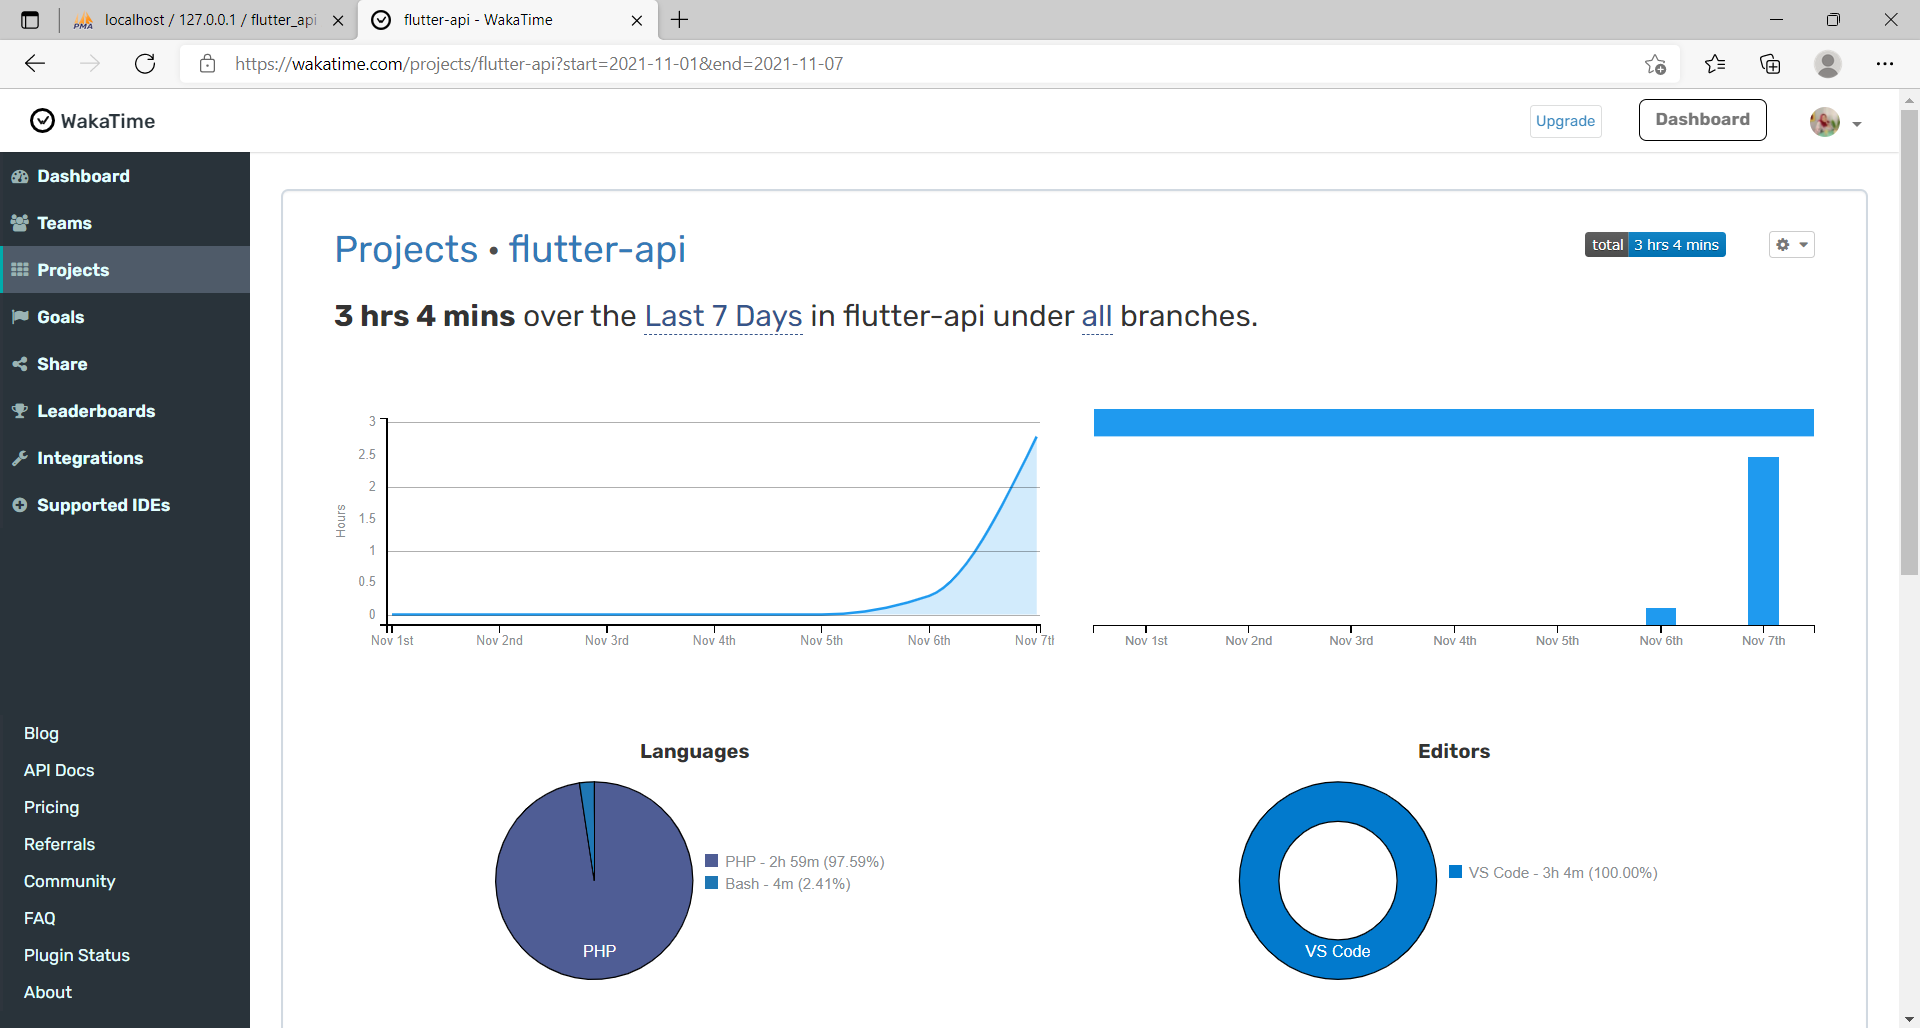 localhost / 127.0.0.1 / flutter_api
flutter-api - WakaTime
https://wakatime.com/projects/flutter-api?start=2021-11-01&end=2021-11-07
WakaTime
Upgrade
Dashboard
Dashboard
Teams
Projects
Goals
Share
Leaderboards
Integrations
Supported IDEs
Blog
API Docs
Pricing
Referrals
Community
FAQ
Plugin Status
About
Projects • flutter-api
total 3 hrs 4 mins
3 hrs 4 mins over the Last 7 Days in flutter-api under all branches.
Hours
3
2.5
2
1.5
1
0.5
0
Nov 1st Nov 2nd Nov 3rd Nov 4th Nov 5th Nov 6th Nov 7th
Nov 1st Nov 2nd Nov 3rd Nov 4th Nov 5th Nov 6th Nov 7th
Languages
PHP
PHP - 2h 59m (97.59%)
Bash - 4m (2.41%)
Editors
VS Code
VS Code - 3h 4m (100.00%)
PMA